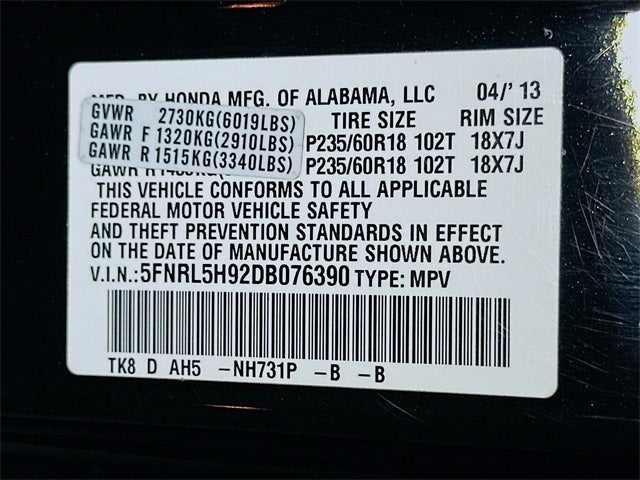 MFD. BY HONDA MFG. OF ALABAMA, LLC 04/' 13
GVWR 2730KG(6019LBS) TIRE SIZE RIM SIZE
GAWR F 1320KG(2910LBS) P235/60R18 102T 18X7J
GAWR R 1515KG(3340LBS) P235/60R18 102T 18X7J
GAWR R
THIS VEHICLE CONFORMS TO ALL APPLICABLE
FEDERAL MOTOR VEHICLE SAFETY
AND THEFT PREVENTION STANDARDS IN EFFECT
ON THE DATE OF MANUFACTURE SHOWN ABOVE.
V.I.N.:5FNRL5H92DB076390 TYPE: MPV
TK8 D AH5 –NH731P –B –B